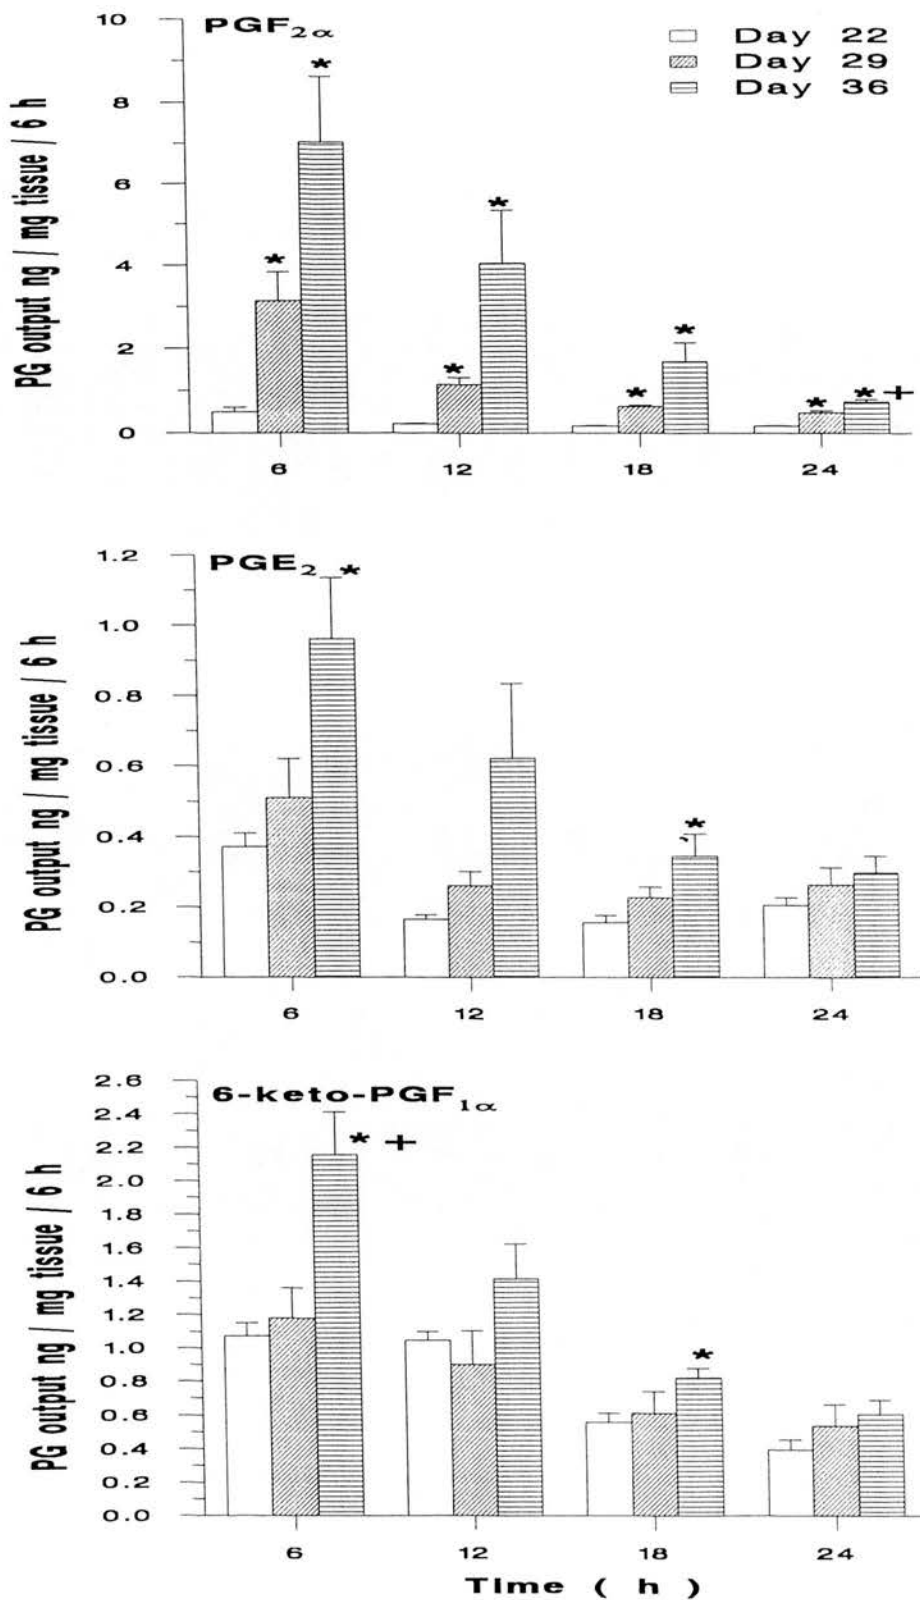 PGF2α
Day 22
Day 29
Day 36
PG output ng / mg tissue / 6 h
10
8
6
4
2
0
* * * * * * * * +
6 12 18 24
PGE2
PG output ng / mg tissue / 6 h
1.2
1.0
0.8
0.6
0.4
0.2
0.0
* *
6 12 18 24
6-keto-PGF1α
PG output ng / mg tissue / 6 h
2.6
2.4
2.2
2.0
1.8
1.6
1.4
1.2
1.0
0.8
0.6
0.4
0.2
0.0
* + *
6 12 18 24
Time ( h )